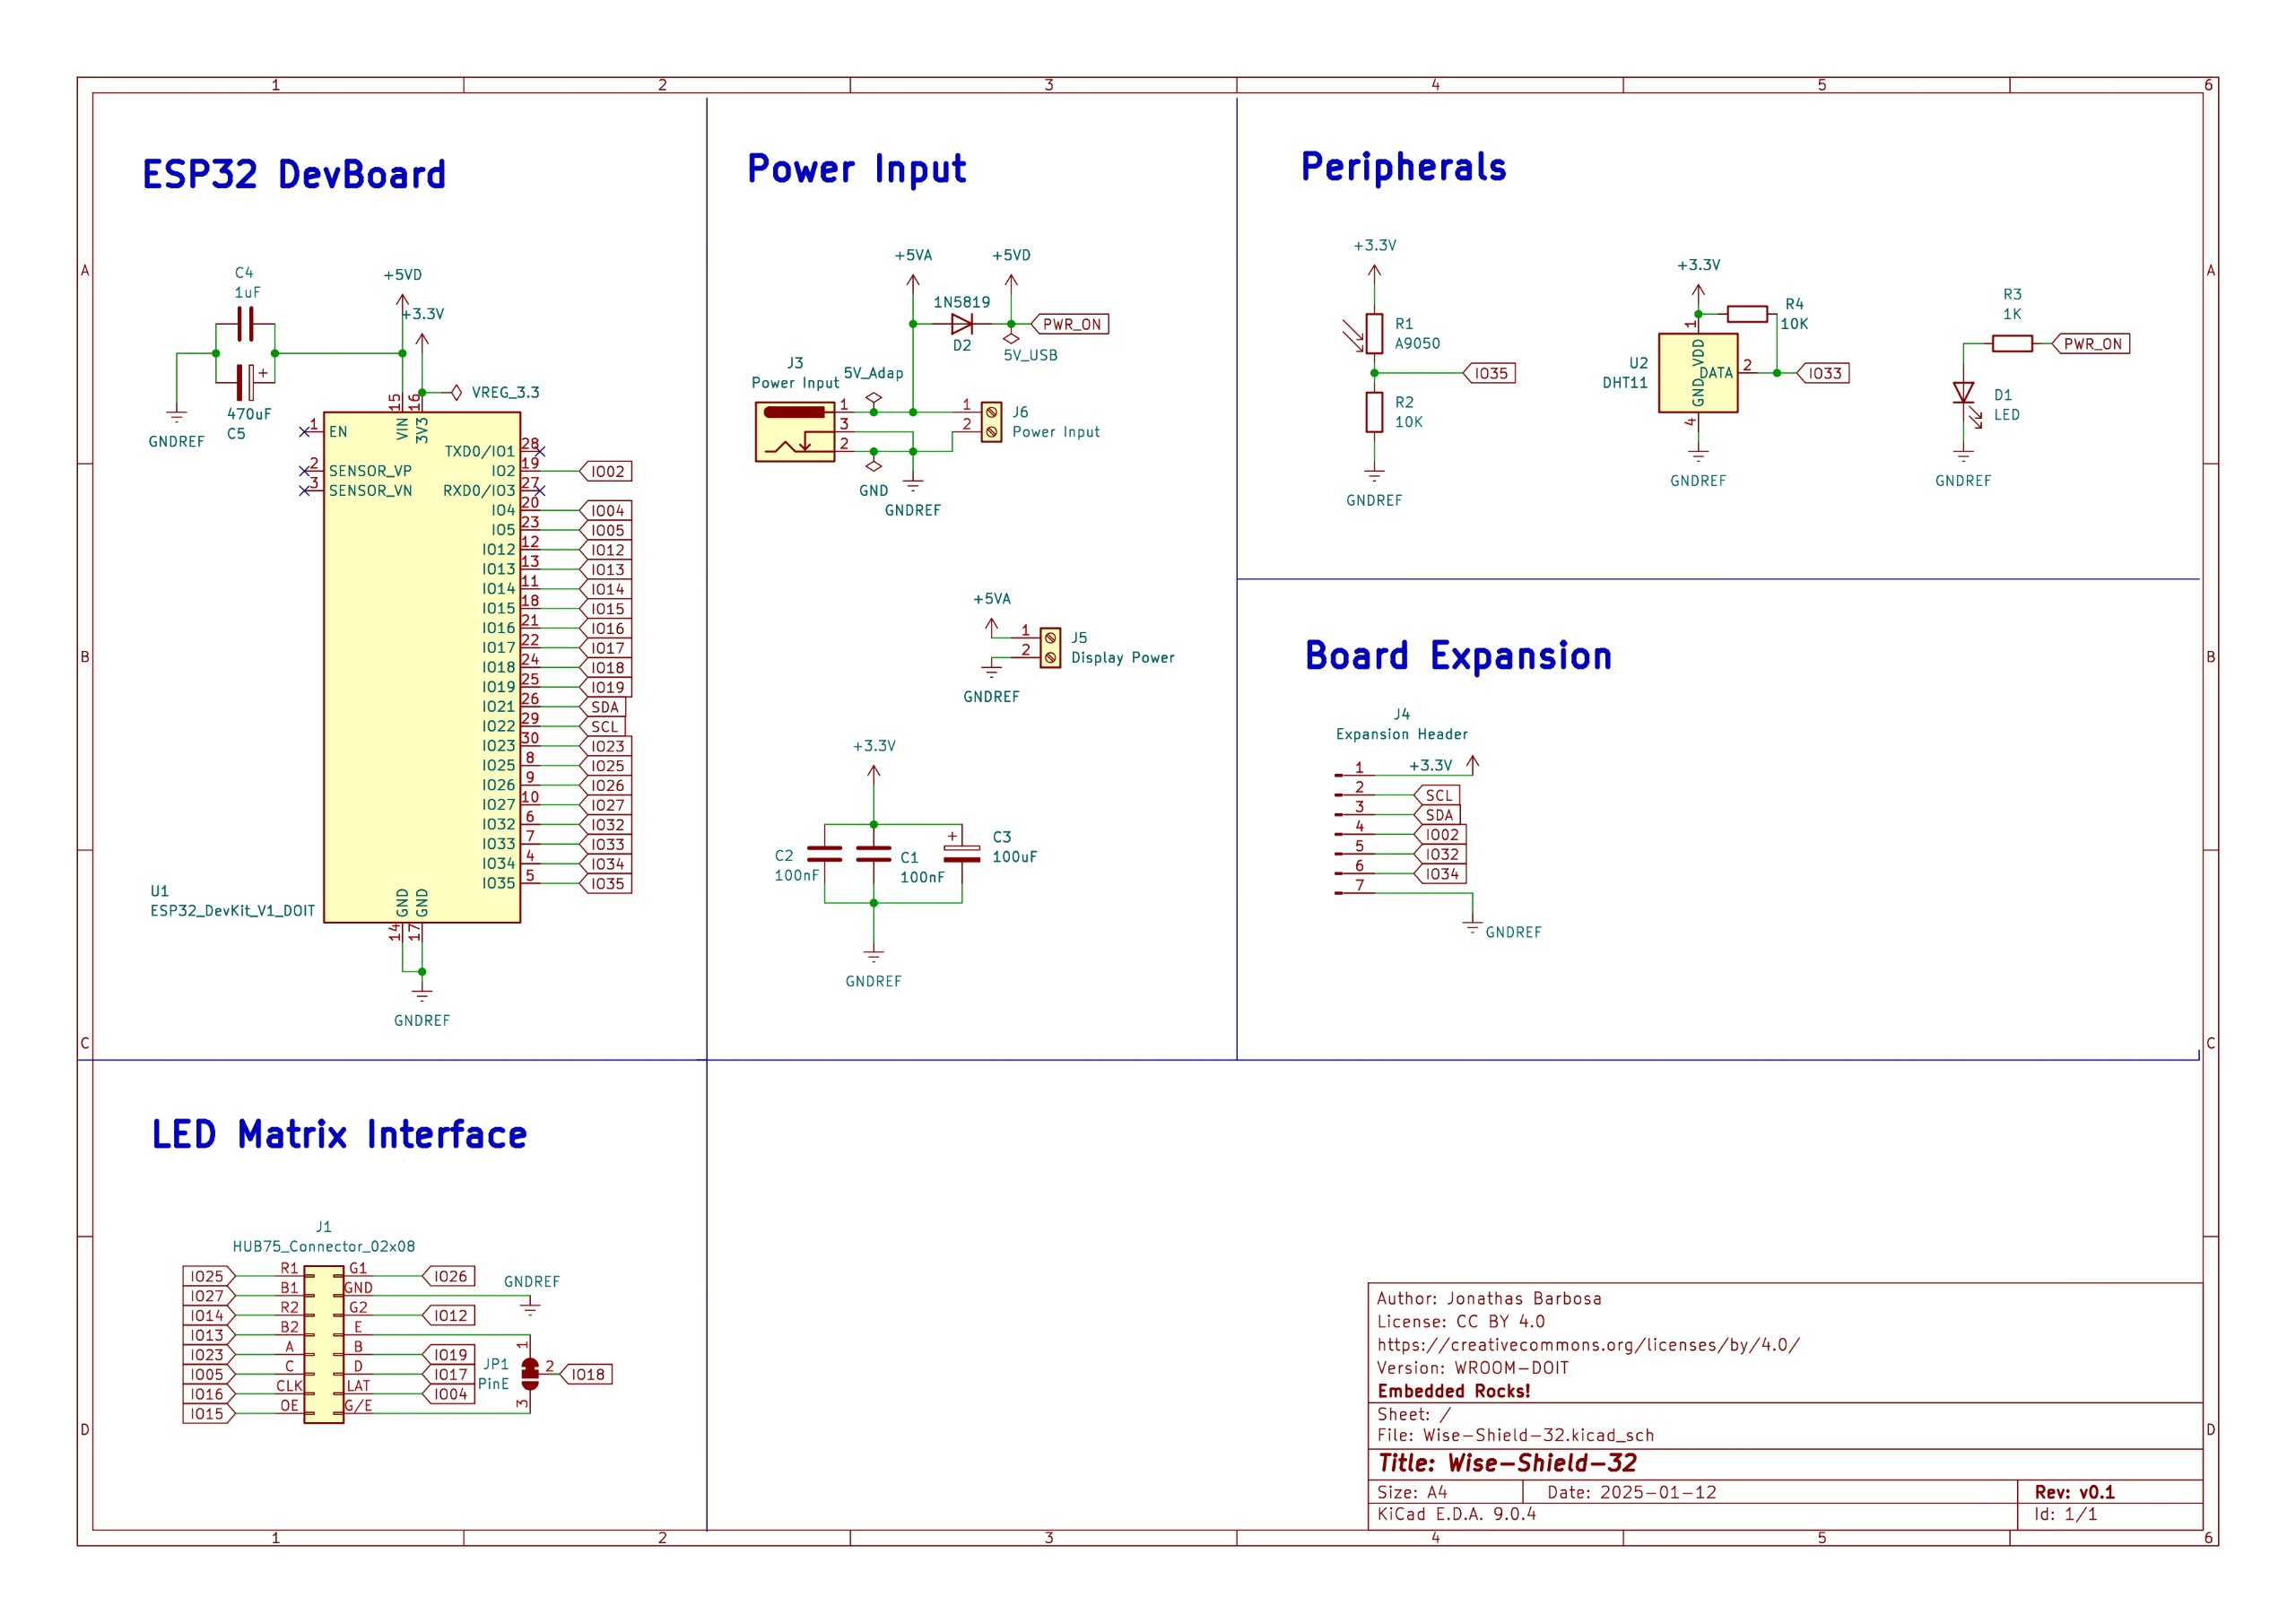 1 2 3 4 5 6
A
B
C
D
A
B
C
D
1 2 3 4 5 6
ESP32 DevBoard
C4
1uF
470uF
C5
GNDREF
+5VD
+3.3V
VREG_3.3
15
16
VIN
3V3
1 EN
2 SENSOR_VP
3 SENSOR_VN
TXD0/IO1 28
IO2 19 IO02
RXD0/IO3 27
IO4 20 IO04
IO5 23 IO05
IO12 12 IO12
IO13 13 IO13
IO14 11 IO14
IO15 18 IO15
IO16 21 IO16
IO17 22 IO17
IO18 24 IO18
IO19 25 IO19
IO21 26 SDA
IO22 29 SCL
IO23 30 IO23
IO25 8 IO25
IO26 9 IO26
IO27 10 IO27
IO32 6 IO32
IO33 7 IO33
IO34 4 IO34
IO35 5 IO35
U1
ESP32_DevKit_V1_DOIT
GND
GND
14
17
GNDREF
Power Input
+5VA
+5VD
1N5819
D2
PWR_ON
5V_USB
J3
Power Input
5V_Adap
1
3
2
GND
GNDREF
1
2
J6
Power Input
+5VA
1
2
J5
Display Power
GNDREF
+3.3V
C2
100nF
C1
100nF
C3
100uF
GNDREF
Peripherals
+3.3V
R1
A9050
IO35
R2
10K
GNDREF
+3.3V
R4
10K
U2
DHT11
1
VDD
DATA 2
IO33
GND
4
GNDREF
R3
1K
PWR_ON
D1
LED
GNDREF
Board Expansion
J4
Expansion Header
1 +3.3V
2 SCL
3 SDA
4 IO02
5 IO32
6 IO34
7
GNDREF
LED Matrix Interface
J1
HUB75_Connector_02x08
IO25 R1 G1 IO26
IO27 B1 GND
IO14 R2 G2 IO12
IO13 B2 E
IO23 A B IO19
IO05 C D IO17
IO16 CLK LAT IO04
IO15 OE G/E
GNDREF
JP1
PinE
1
2
3
IO18
Author: Jonathas Barbosa
License: CC BY 4.0
https://creativecommons.org/licenses/by/4.0/
Version: WROOM-DOIT
Embedded Rocks!
Sheet: /
File: Wise-Shield-32.kicad_sch
Title: Wise-Shield-32
Size: A4 Date: 2025-01-12 Rev: v0.1
KiCad E.D.A. 9.0.4 Id: 1/1